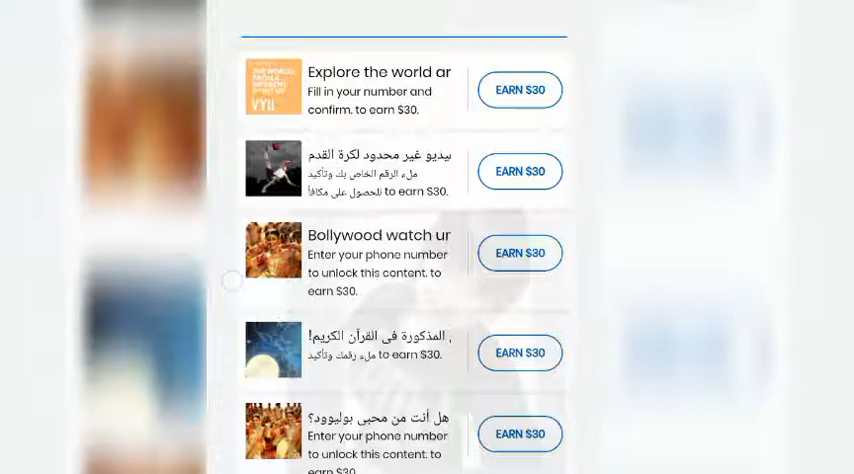 Explore the world ar
Fill in your number and
confirm. to earn $30.
EARN $30
يديو غير محدود لكرة القدم
ملء الرقم الخاص بك وتأكيد
للحصول على مكافأ to earn $30.
EARN $30
Bollywood watch ur
Enter your phone number
to unlock this content. to
earn $30.
EARN $30
المذكورة في القرآن الكريم!
ملء رقمك وتأكيد to earn $30.
EARN $30
هل أنت من محبي بوليوود؟
Enter your phone number
to unlock this content. to
earn $30
EARN $30